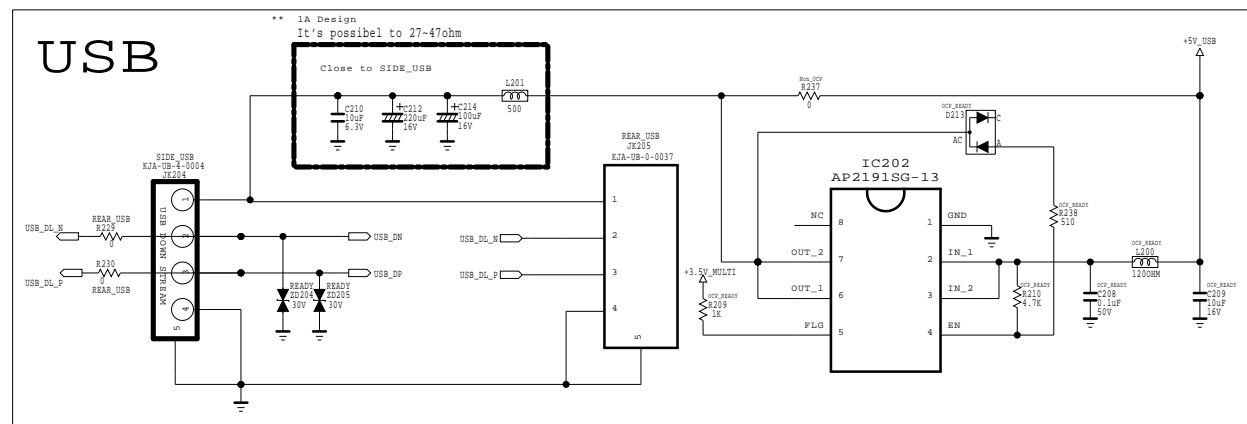 USB
** 1A Design
It's possibel to 27~47ohm
Close to SIDE_USB
L201
500
C210
10uF
6.3V
C212
220uF
16V
C214
100uF
16V
+
+
SIDE_USB
KJA-UB-4-0004
JK204
1
2
3
4
5
USB DOWN STREAM
USB_DL_N
REAR_USB
R229
0
USB_DL_P
R230
0
REAR_USB
USB_DN
USB_DP
READY
ZD204
30V
READY
ZD205
30V
REAR_USB
JK205
KJA-UB-0-0037
1
2
3
4
5
USB_DL_N
USB_DL_P
Non_OCP
R237
0
+5V_USB
OCP_READY
D213
C
AC
A
IC202
AP2191SG-13
NC
8
1
GND
OUT_2
7
2
IN_1
OUT_1
6
3
IN_2
FLG
5
4
EN
+3.5V_MULTI
OCP_READY
R209
1K
OCP_READY
R238
510
OCP_READY
R210
4.7K
OCP_READY
L200
120OHM
OCP_READY
C208
0.1uF
50V
OCP_READY
C209
10uF
16V